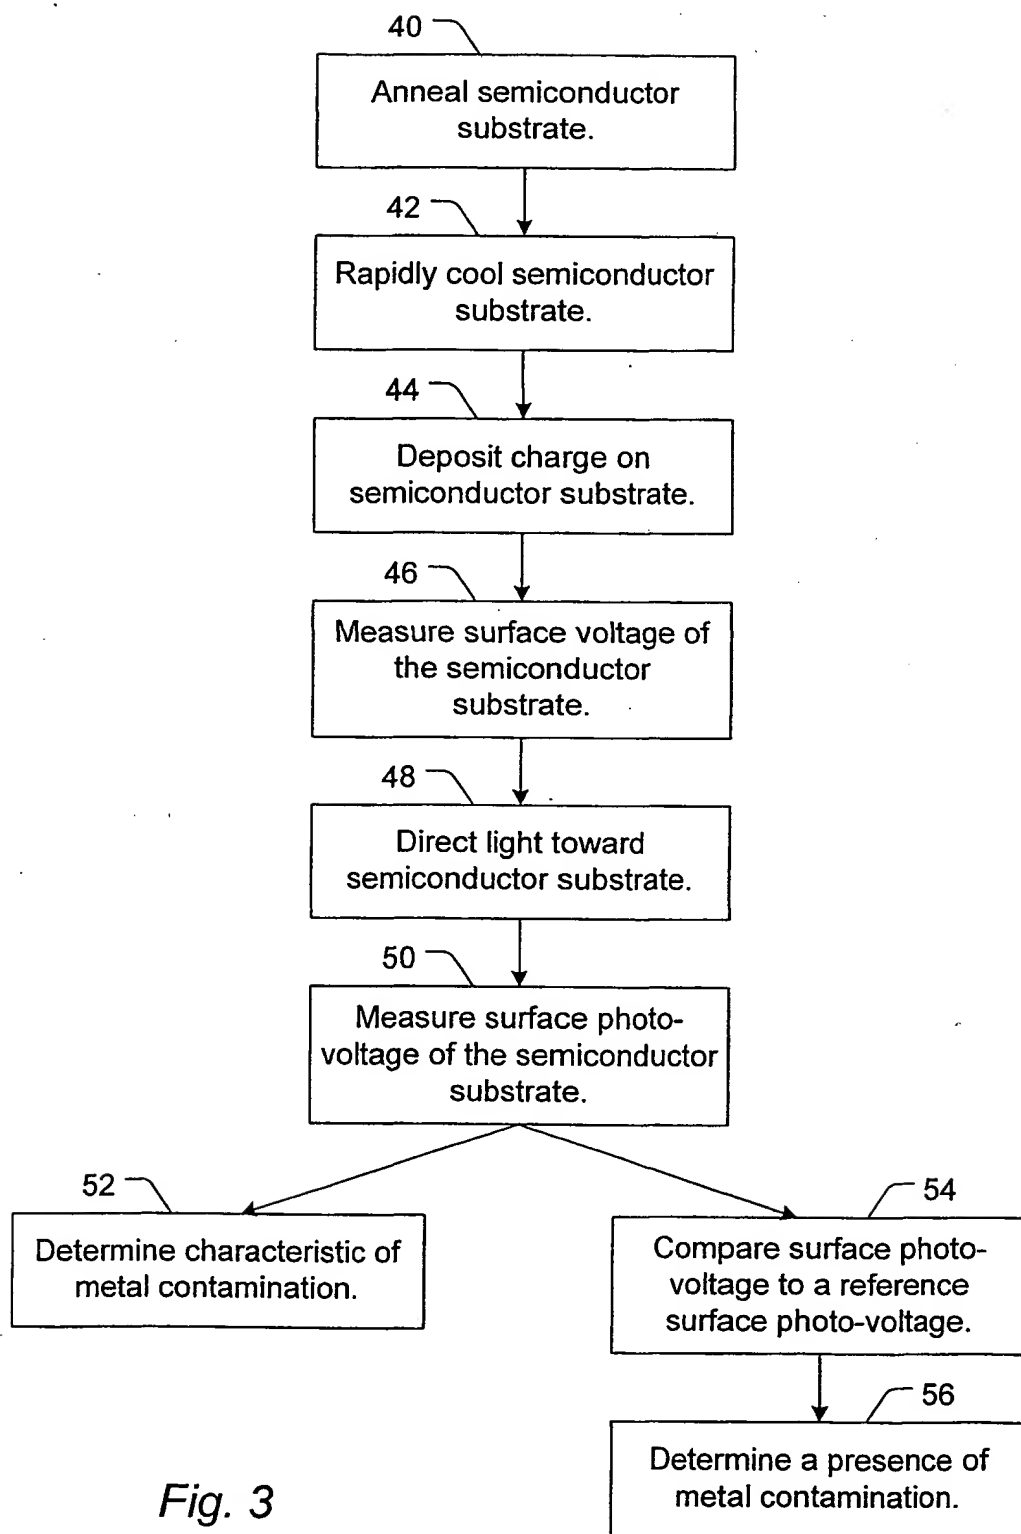 40
Anneal semiconductor
substrate.
42
Rapidly cool semiconductor
substrate.
44
Deposit charge on
semiconductor substrate.
46
Measure surface voltage of
the semiconductor
substrate.
48
Direct light toward
semiconductor substrate.
50
Measure surface photo-
voltage of the semiconductor
substrate.
52
Determine characteristic of
metal contamination.
54
Compare surface photo-
voltage to a reference
surface photo-voltage.
56
Determine a presence of
metal contamination.
Fig. 3